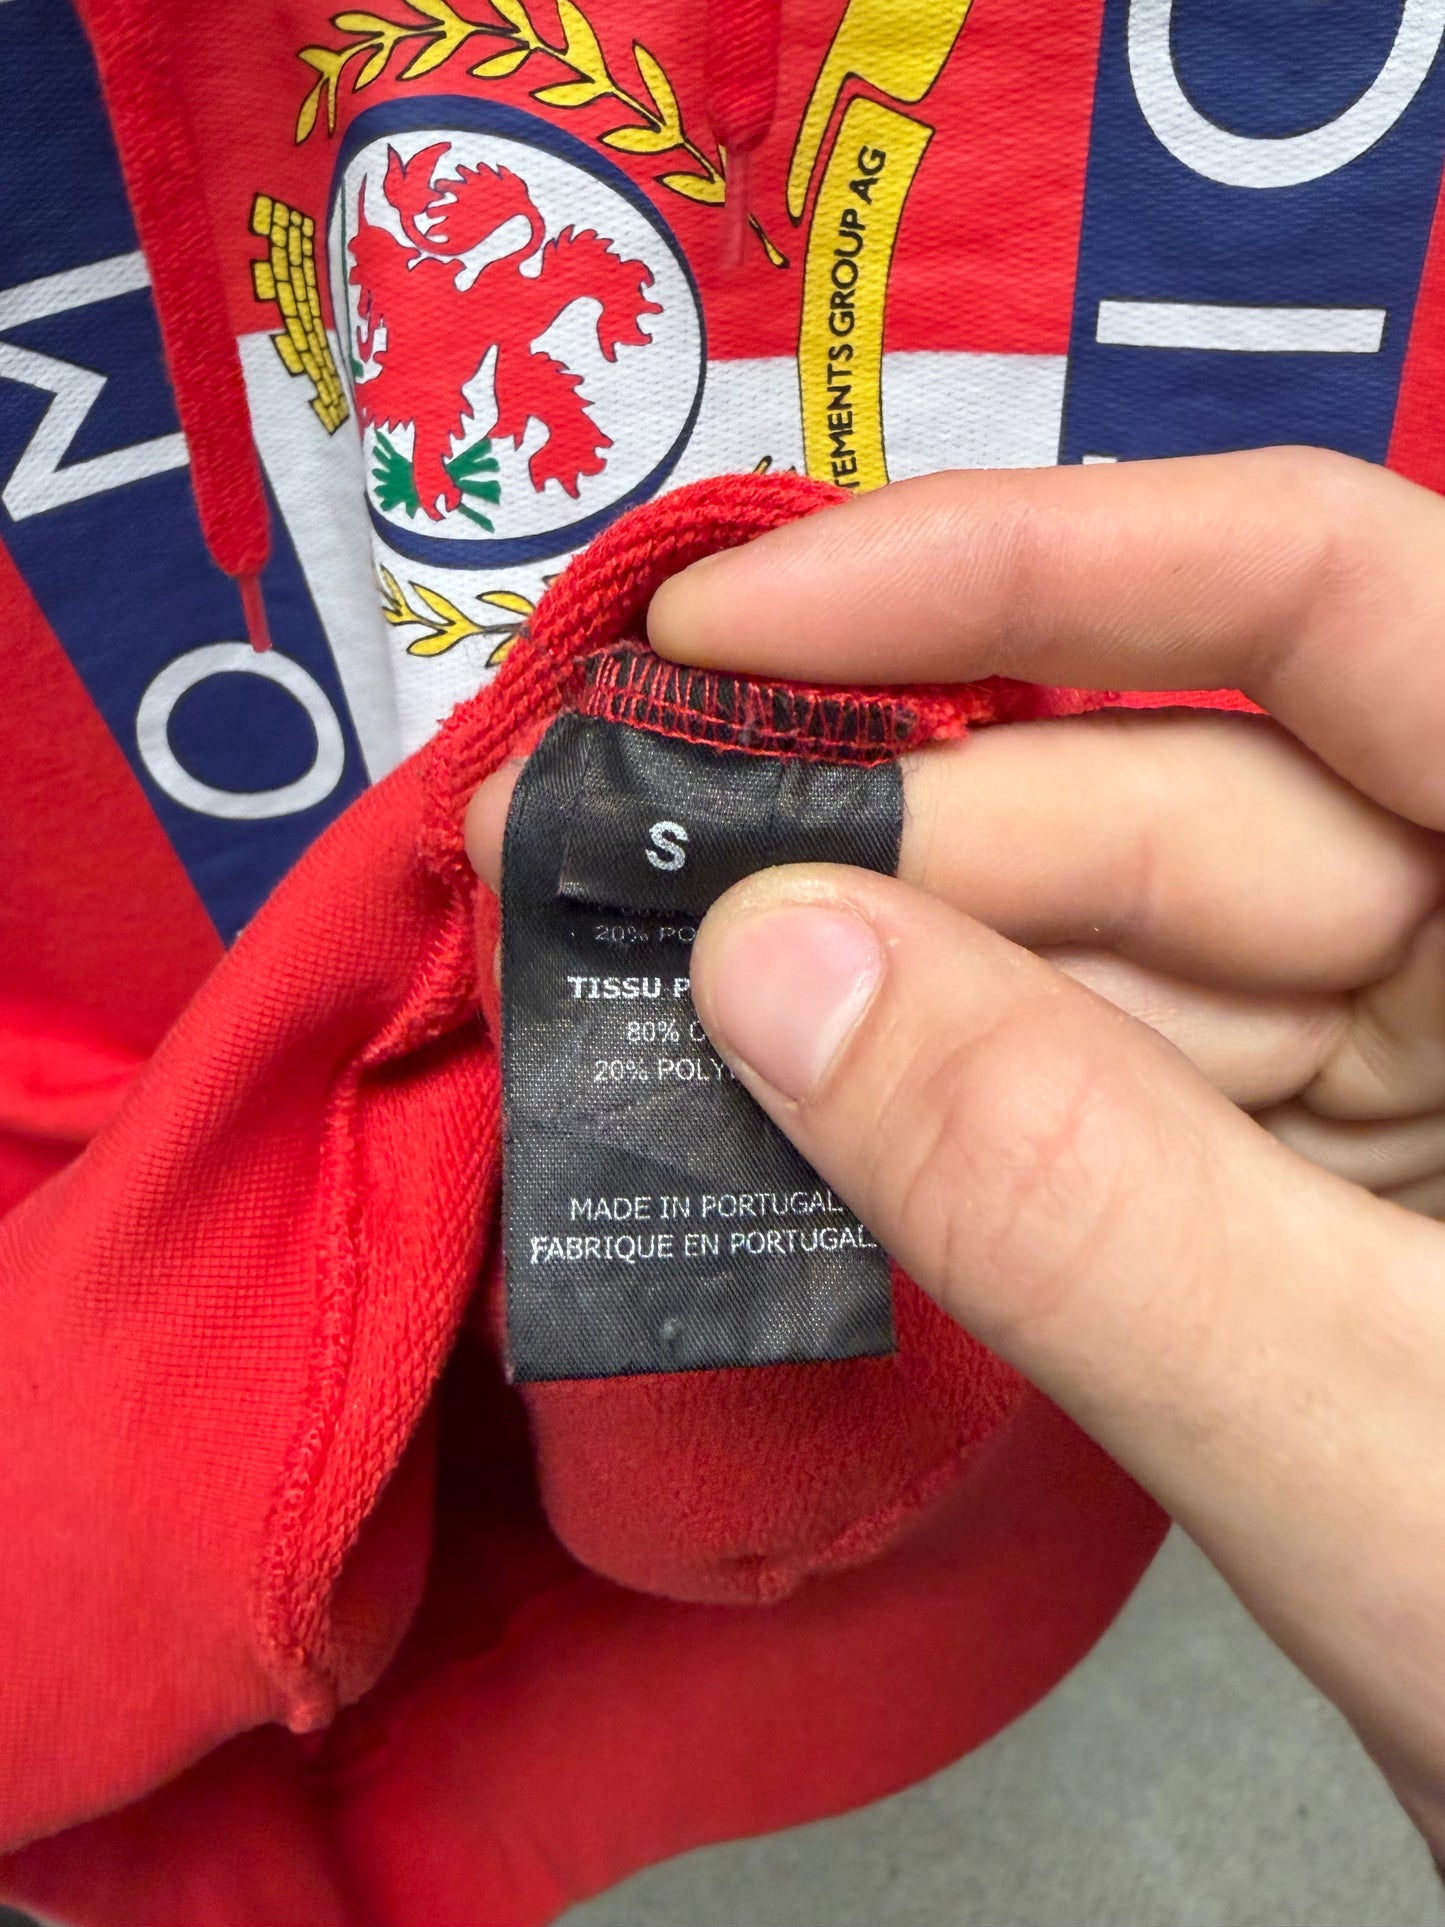 TEMENTS GROUP AG
S
20% PO
TISSU P
80% C
20% POLY
MADE IN PORTUGAL
FABRIQUE EN PORTUGAL